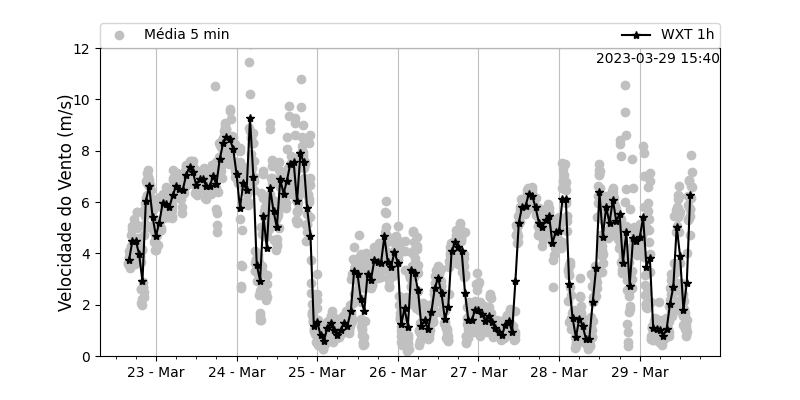 Média 5 min
WXT 1h
2023-03-29 15:40
Velocidade do Vento (m/s)
12
10
8
6
4
2
0
23 - Mar
24 - Mar
25 - Mar
26 - Mar
27 - Mar
28 - Mar
29 - Mar